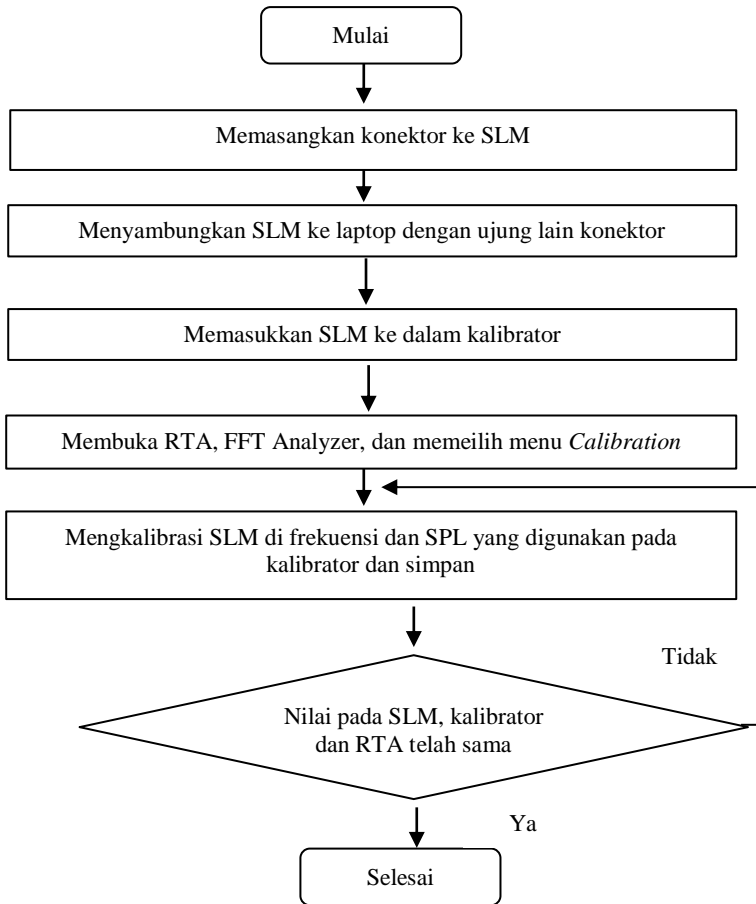 Mulai
Memasangkan konektor ke SLM
Menyambungkan SLM ke laptop dengan ujung lain konektor
Memasukkan SLM ke dalam kalibrator
Membuka RTA, FFT Analyzer, dan memeilih menu Calibration
Mengkalibrasi SLM di frekuensi dan SPL yang digunakan pada
kalibrator dan simpan
Tidak
Nilai pada SLM, kalibrator
dan RTA telah sama
Ya
Selesai